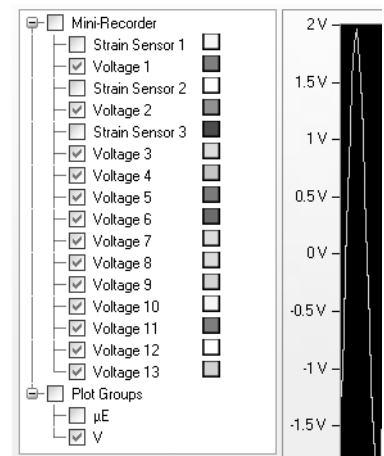 Mini-Recorder
Strain Sensor 1
Voltage 1
Strain Sensor 2
Voltage 2
Strain Sensor 3
Voltage 3
Voltage 4
Voltage 5
Voltage 6
Voltage 7
Voltage 8
Voltage 9
Voltage 10
Voltage 11
Voltage 12
Voltage 13
Plot Groups
µE
V
2 V
1.5 V
1 V
0.5 V
0 V
-0.5 V
-1 V
-1.5 V